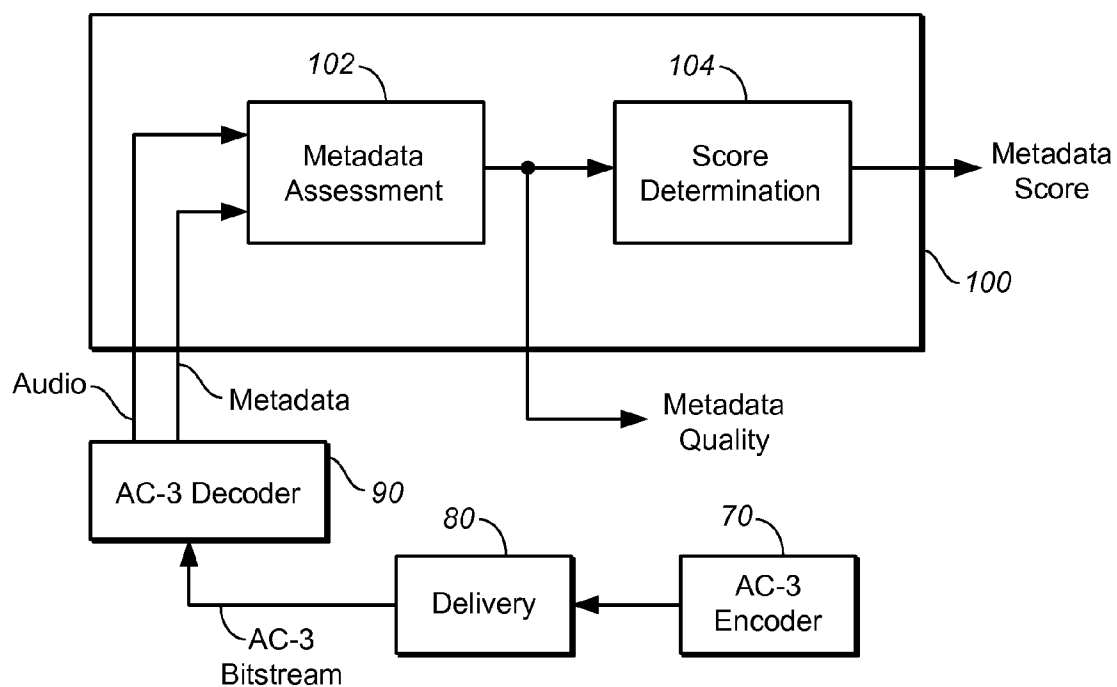 102
104
Metadata
Assessment
Score
Determination
Metadata
Score
100
Audio
Metadata
Metadata
Quality
AC-3 Decoder
90
80
70
Delivery
AC-3
Encoder
AC-3
Bitstream